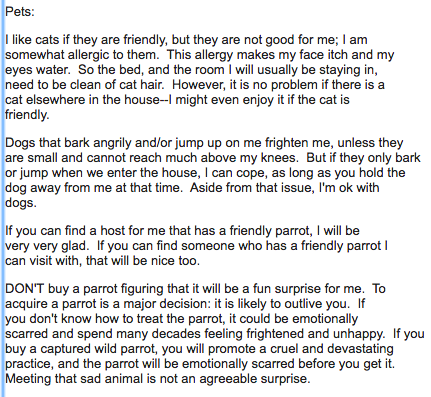 Pets:
I like cats if they are friendly, but they are not good for me; I am
somewhat allergic to them.  This allergy makes my face itch and my
eyes water.  So the bed, and the room I will usually be staying in,
need to be clean of cat hair.  However, it is no problem if there is a
cat elsewhere in the house--I might even enjoy it if the cat is
friendly.
Dogs that bark angrily and/or jump up on me frighten me, unless they
are small and cannot reach much above my knees.  But if they only bark
or jump when we enter the house, I can cope, as long as you hold the
dog away from me at that time.  Aside from that issue, I'm ok with
dogs.
If you can find a host for me that has a friendly parrot, I will be
very very glad.  If you can find someone who has a friendly parrot I
can visit with, that will be nice too.
DON'T buy a parrot figuring that it will be a fun surprise for me.  To
acquire a parrot is a major decision: it is likely to outlive you.  If
you don't know how to treat the parrot, it could be emotionally
scarred and spend many decades feeling frightened and unhappy.  If you
buy a captured wild parrot, you will promote a cruel and devastating
practice, and the parrot will be emotionally scarred before you get it.
Meeting that sad animal is not an agreeable surprise.